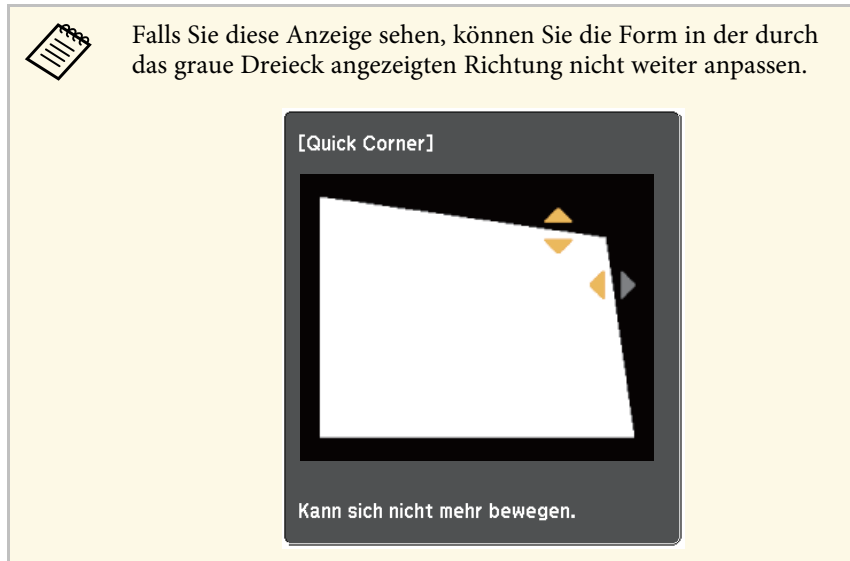 Falls Sie diese Anzeige sehen, können Sie die Form in der durch
das graue Dreieck angezeigten Richtung nicht weiter anpassen.
[Quick Corner]
Kann sich nicht mehr bewegen.